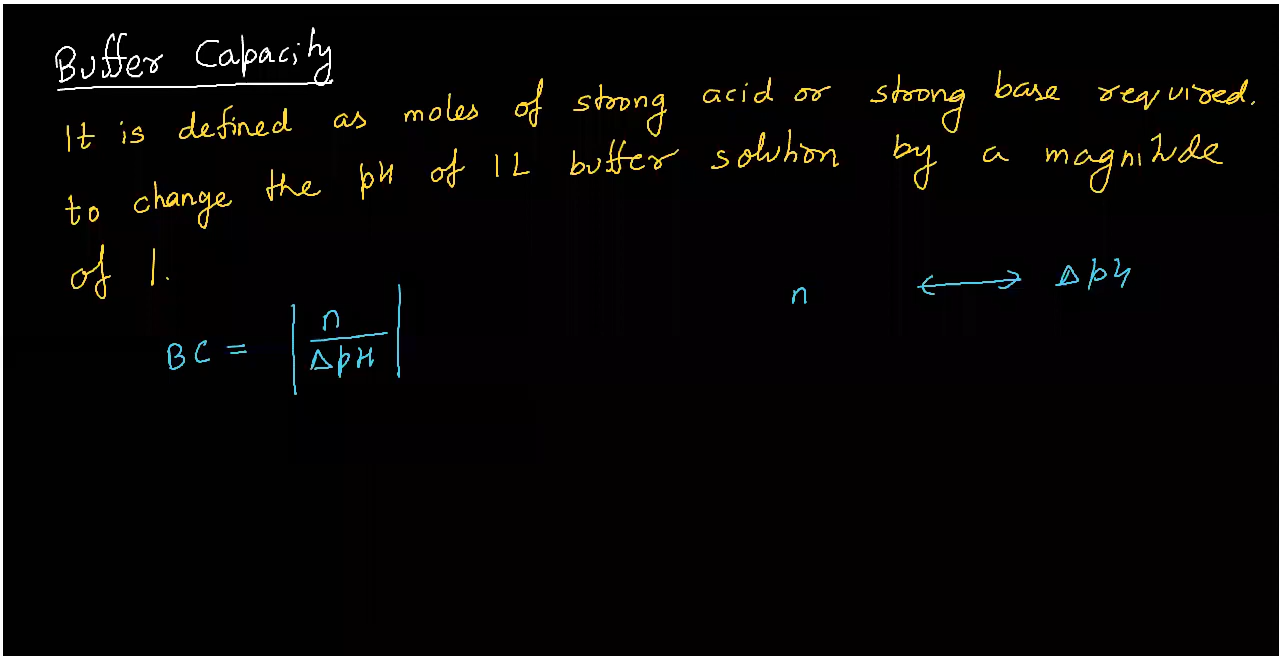 Buffer Capacity
It is defined as moles of strong acid or strong base required.
to change the pH of 1L buffer solution by a magnitude
of 1.
n ⟷ ΔpH
BC = | n / ΔpH |